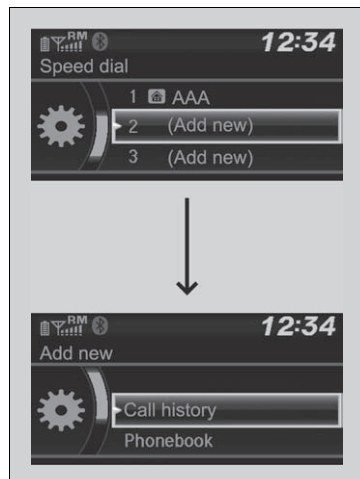 RM 12:34
Speed dial
1 AAA
2 (Add new)
3 (Add new)
RM 12:34
Add new
Call history
Phonebook